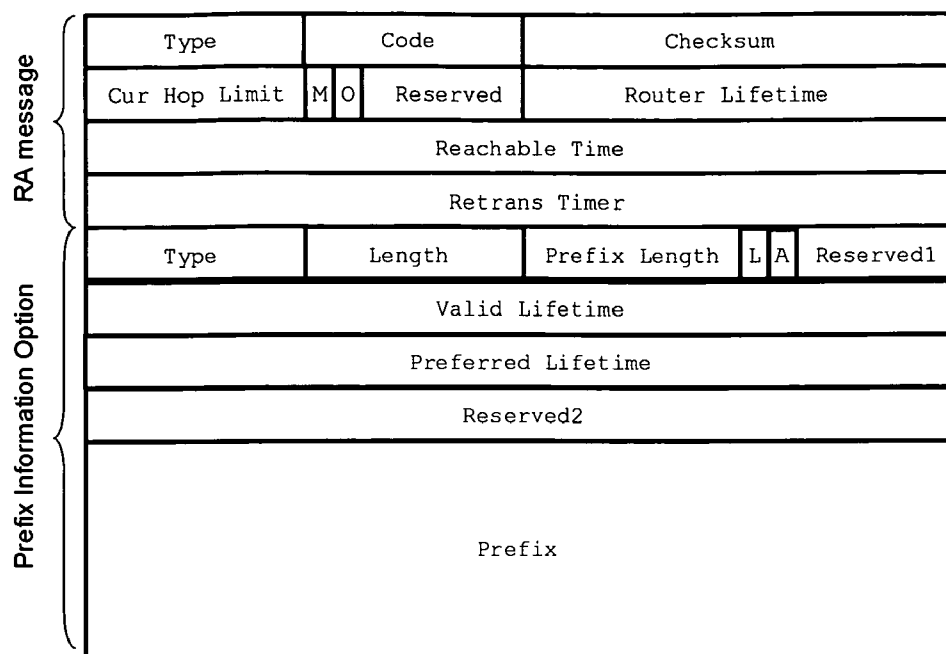 RA message
Type Code Checksum
Cur Hop Limit M O Reserved Router Lifetime
Reachable Time
Retrans Timer
Prefix Information Option
Type Length Prefix Length L A Reserved1
Valid Lifetime
Preferred Lifetime
Reserved2
Prefix